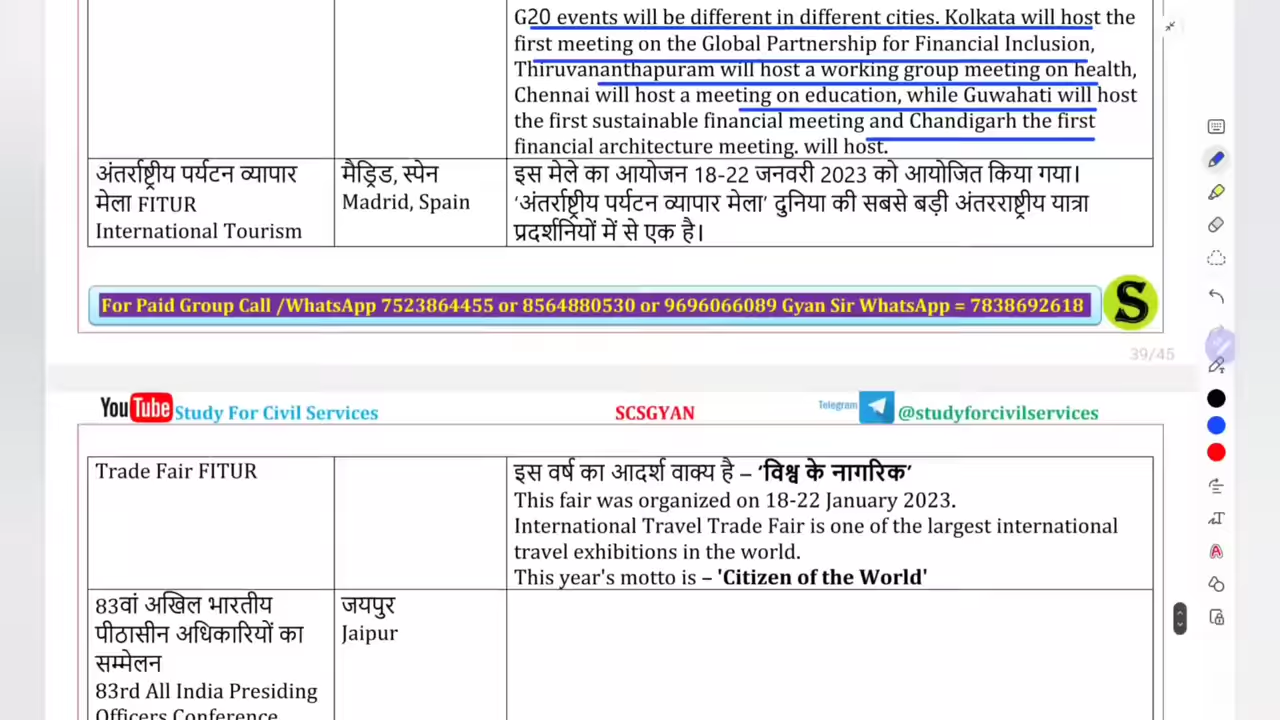 G20 events will be different in different cities. Kolkata will host the
first meeting on the Global Partnership for Financial Inclusion,
Thiruvananthapuram will host a working group meeting on health,
Chennai will host a meeting on education, while Guwahati will host
the first sustainable financial meeting and Chandigarh the first
financial architecture meeting. will host.
अंतर्राष्ट्रीय पर्यटन व्यापार
मेला FITUR
International Tourism
मैड्रिड, स्पेन
Madrid, Spain
इस मेले का आयोजन 18-22 जनवरी 2023 को आयोजित किया गया।
‘अंतर्राष्ट्रीय पर्यटन व्यापार मेला’ दुनिया की सबसे बड़ी अंतरराष्ट्रीय यात्रा
प्रदर्शनियों में से एक है।
For Paid Group Call /WhatsApp 7523864455 or 8564880530 or 9696066089 Gyan Sir WhatsApp = 7838692618
S
39/45
YouTube Study For Civil Services
SCSGYAN
Telegram @studyforcivilservices
Trade Fair FITUR
इस वर्ष का आदर्श वाक्य है – ‘विश्व के नागरिक’
This fair was organized on 18-22 January 2023.
International Travel Trade Fair is one of the largest international
travel exhibitions in the world.
This year's motto is – 'Citizen of the World'
83वां अखिल भारतीय
पीठासीन अधिकारियों का
सम्मेलन
83rd All India Presiding
Officers Conference
जयपुर
Jaipur